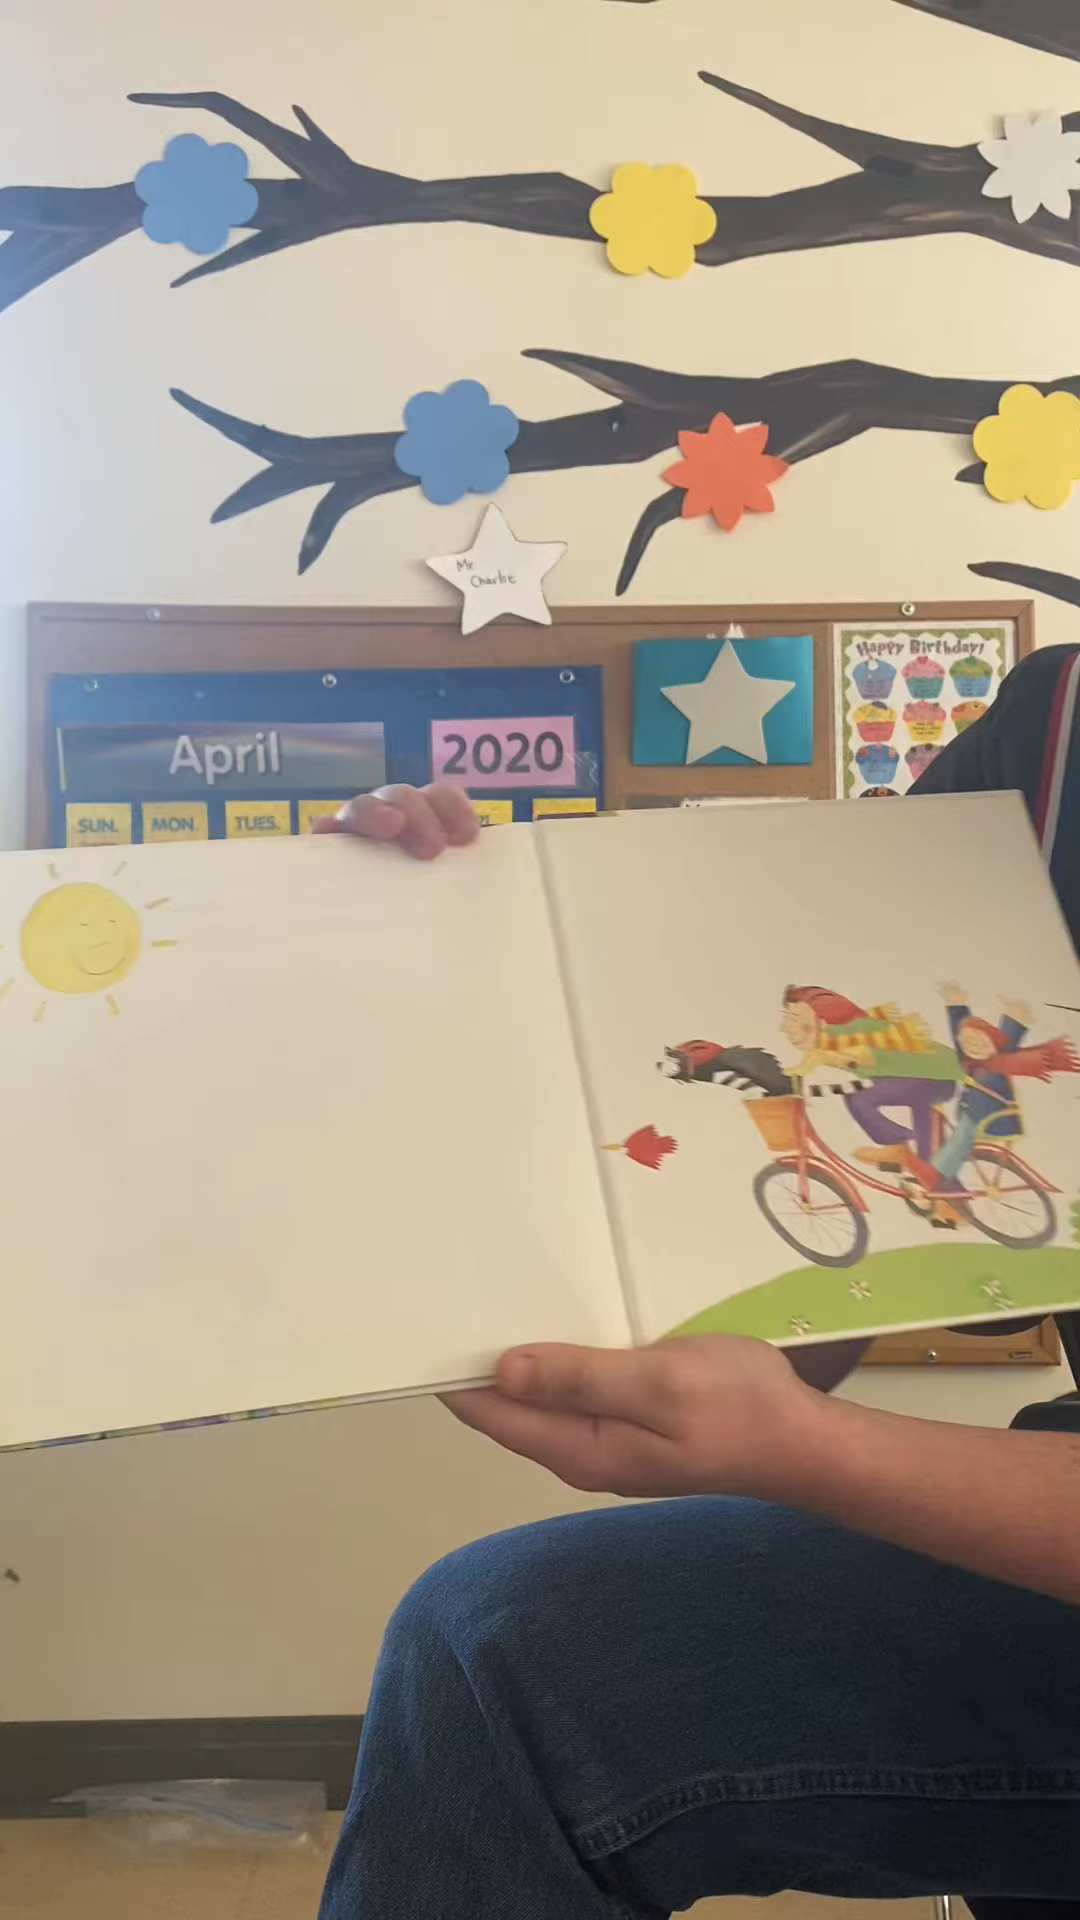 Mr.
Charlie
Happy Birthday!
April
2020
SUN.
MON.
TUES.